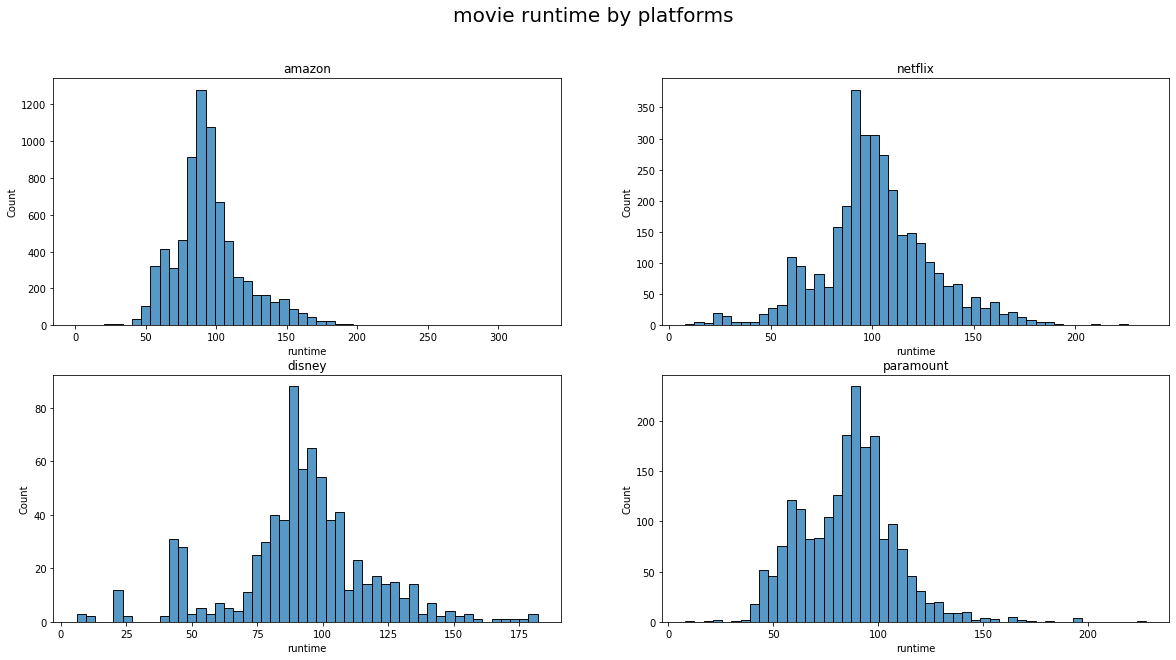 movie runtime by platforms
amazon
Count
1200
1000
800
600
400
200
0
0 50 100 150 200 250 300
runtime
netflix
Count
350
300
250
200
150
100
50
0
0 50 100 150 200
runtime
disney
Count
80
60
40
20
0
0 25 50 75 100 125 150 175
runtime
paramount
Count
200
150
100
50
0
0 50 100 150 200
runtime